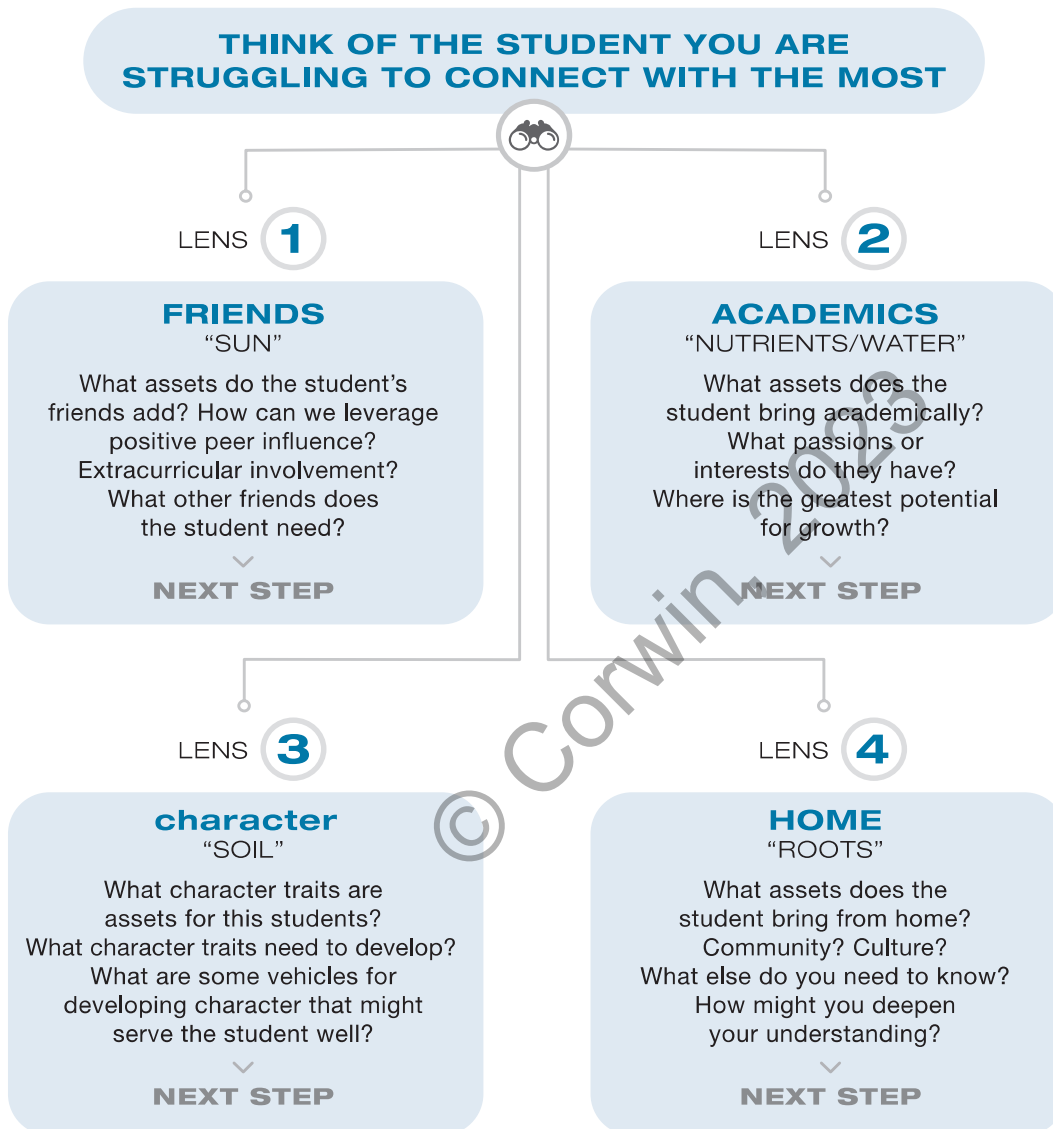 THINK OF THE STUDENT YOU ARE
STRUGGLING TO CONNECT WITH THE MOST
LENS 1
FRIENDS
“SUN”
What assets do the student’s
friends add? How can we leverage
positive peer influence?
Extracurricular involvement?
What other friends does
the student need?
NEXT STEP
LENS 2
ACADEMICS
“NUTRIENTS/WATER”
What assets does the
student bring academically?
What passions or
interests do they have?
Where is the greatest potential
for growth?
NEXT STEP
LENS 3
character
“SOIL”
What character traits are
assets for this students?
What character traits need to develop?
What are some vehicles for
developing character that might
serve the student well?
NEXT STEP
LENS 4
HOME
“ROOTS”
What assets does the
student bring from home?
Community? Culture?
What else do you need to know?
How might you deepen
your understanding?
NEXT STEP
© Corwin, 2023